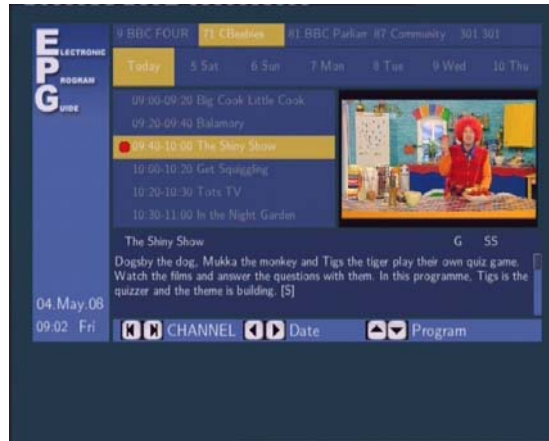 ELECTRONIC
PROGRAM
GUIDE
9 BBC FOUR 71 CBeebies 81 BBC Parliam 87 Community 301 301
Today 5 Sat 6 Sun 7 Mon 8 Tue 9 Wed 10 Thu
09:00-09:20 Big Cook Little Cook
09:20-09:40 Balamory
09:40-10:00 The Shiny Show
10:00-10:20 Get Squiggling
10:20-10:30 Tots TV
10:30-11:00 In the Night Garden
The Shiny Show G SS
Dogsby the dog, Mukka the monkey and Tigs the tiger play their own quiz game.
Watch the films and answer the questions with them. In this programme, Tigs is the
quizzer and the theme is building. [S]
04.May.08
09:02 Fri
CHANNEL Date Program